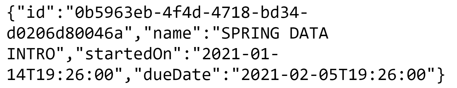 {"id":"0b5963eb-4f4d-4718-bd34-
d0206d80046a","name":"SPRING DATA
INTRO","startedOn":"2021-01-
14T19:26:00","dueDate":"2021-02-05T19:26:00"}